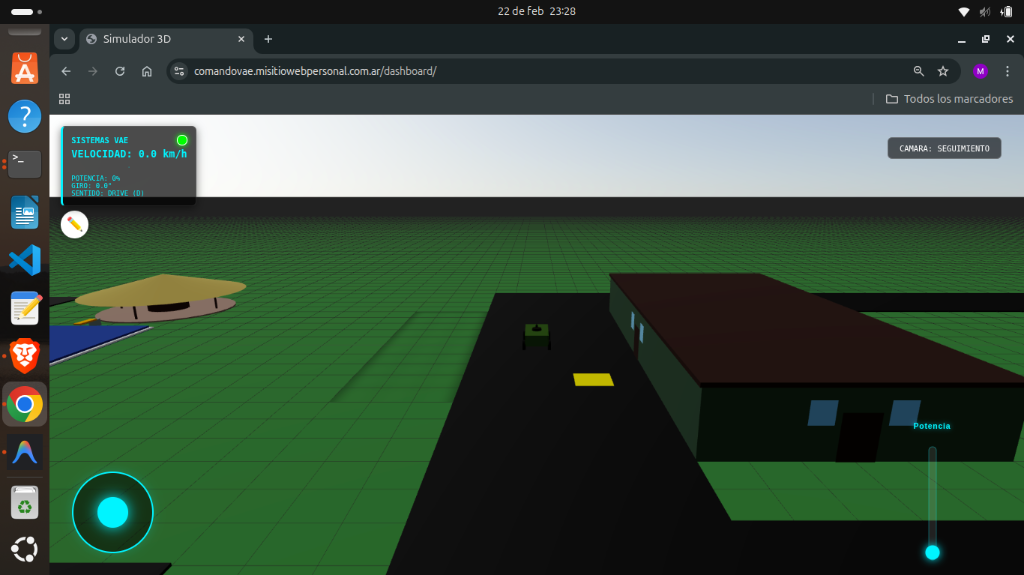 22 de feb 23:28
Simulador 3D
comandovae.misitiowebpersonal.com.ar/dashboard/
M
Todos los marcadores
SISTEMAS VAE
VELOCIDAD: 0.0 km/h
POTENCIA: 0%
GIRO: 0.0°
SENTIDO: DRIVE (D)
CAMARA: SEGUIMIENTO
Potencia